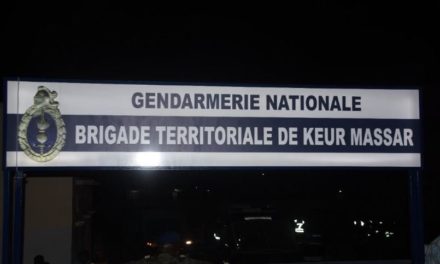 GENDARMERIE NATIONALE
BRIGADE TERRITORIALE DE KEUR MASSAR